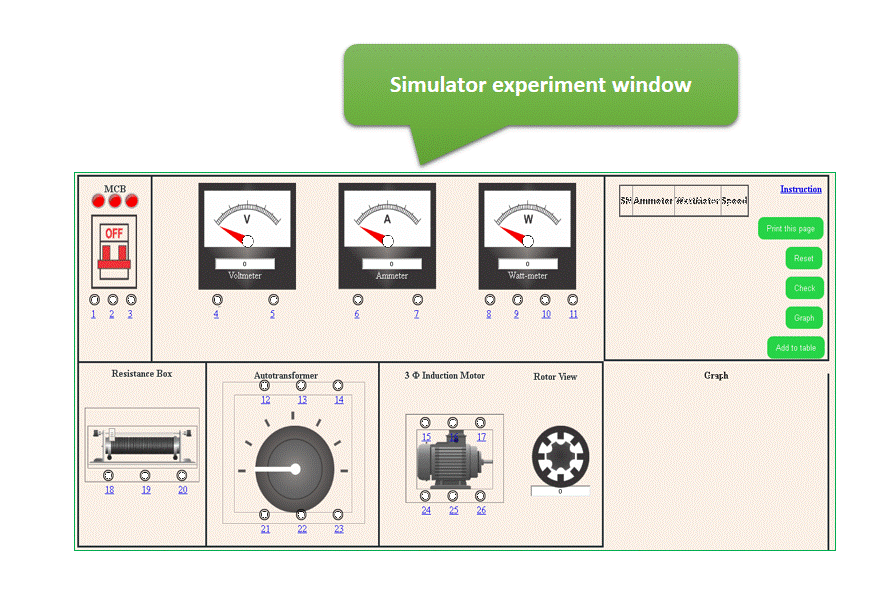 Simulator experiment window
MCB
OFF
1 2 3
V
0
Voltmeter
4 5
A
0
Ammeter
6 7
W
0
Watt-meter
8 9 10 11
Ammeter Speed
Instruction
Print this page
Reset
Check
Graph
Add to table
Resistance Box
18 19 20
Autotransformer
12 13 14
21 22 23
3 Φ Induction Motor
15 16 17
24 25 26
Rotor View
0
Graph